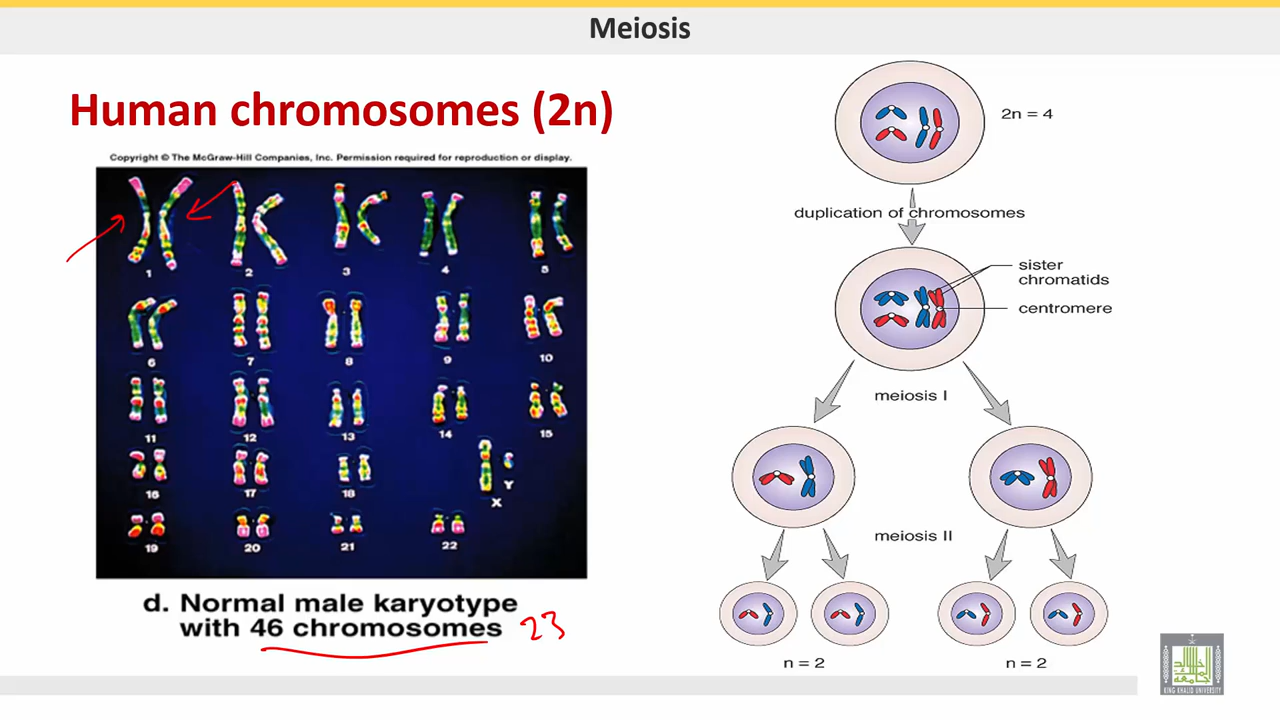 Meiosis
Human chromosomes (2n)
Copyright © The McGraw-Hill Companies, Inc. Permission required for reproduction or display.
1 2 3 4 5
6 7 8 9 10
11 12 13 14 15
16 17 18 X Y
19 20 21 22
d. Normal male karyotype
with 46 chromosomes 23
2n = 4
duplication of chromosomes
sister
chromatids
centromere
meiosis I
meiosis II
n = 2 n = 2
جامعة الملك خالد
KING KHALID UNIVERSITY